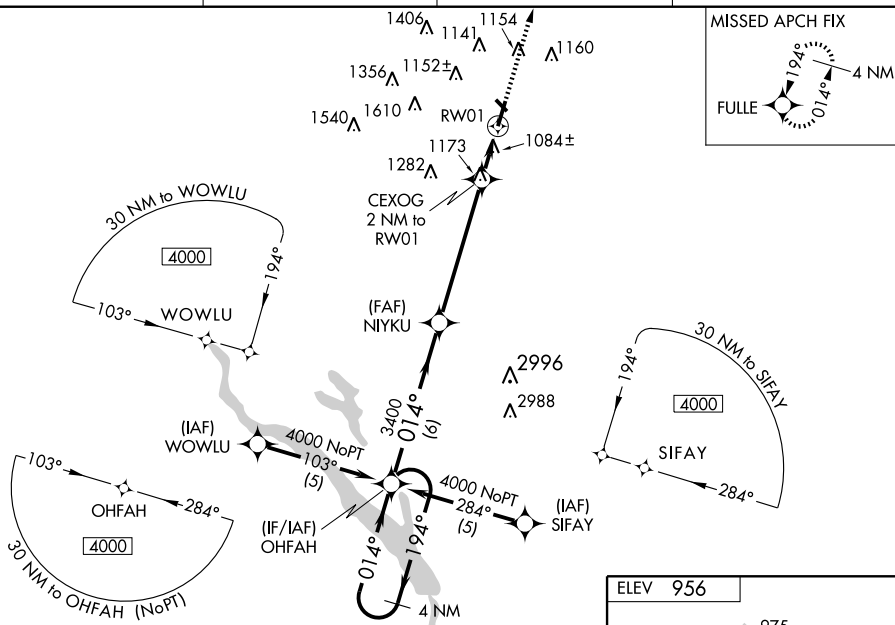 1406
1141
1154
1160
1356
1152±
1540
1610
RW01
1084±
1173
1282
CEXOG
2 NM to
RW01
MISSED APCH FIX
194°
014°
4 NM
FULLE
30 NM to WOWLU
4000
194°
103°
WOWLU
(FAF)
NIYKU
2996
2988
30 NM to SIFAY
194°
4000
SIFAY
284°
(IAF)
WOWLU
4000 NoPT
103°
(5)
3400
014°
(6)
4000 NoPT
284°
(5)
(IAF)
SIFAY
103°
OHFAH
284°
4000
30 NM to OHFAH (NoPT)
(IF/IAF)
OHFAH
014°
194°
4 NM
ELEV 956